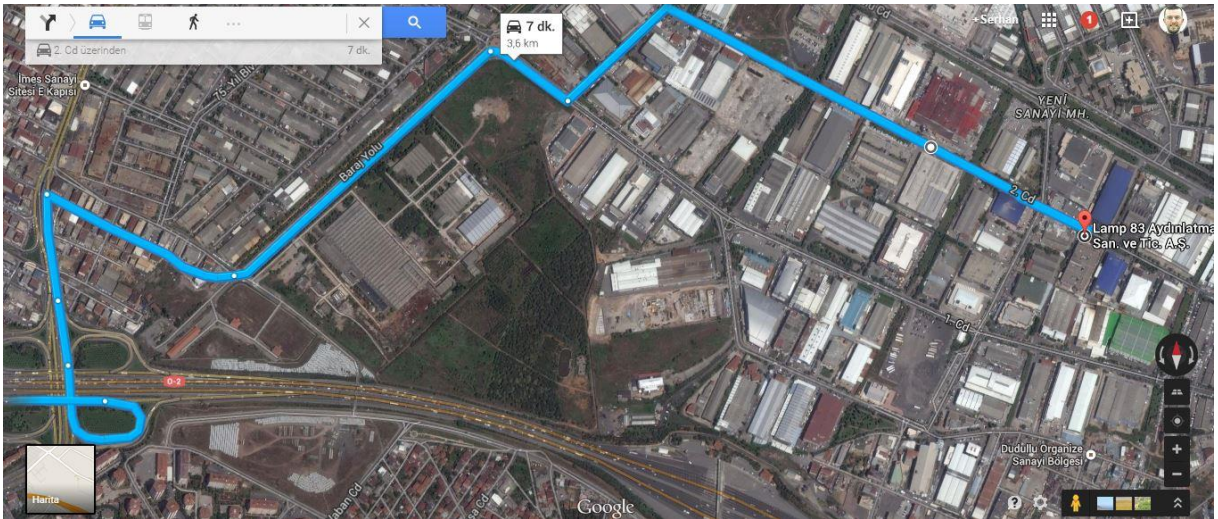 ...
2. Cd üzerinden
7 dk.
7 dk.
3,6 km
+Serhan
1
İmes Sanayi
Sitesi E Kapısı
75. Yıl Blv
Baraj Yolu
YENİ
SANAYİ MH.
2. Cd
Lamp 83 Aydınlatma
San. ve Tic. A.Ş.
1. Cd
O-2
Dudullu Organize
Sanayi Bölgesi
Harita
Google
?